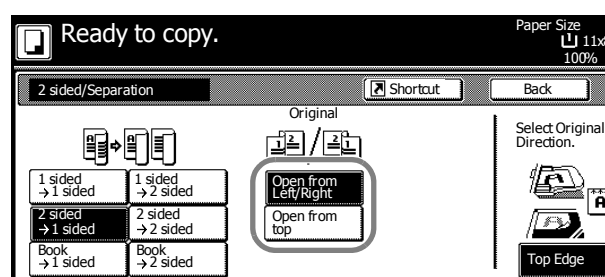 Ready to copy.
Paper Size
11x
100%
2 sided/Separation
Shortcut
Back
Original
1 sided
→1 sided
1 sided
→2 sided
2 sided
→1 sided
2 sided
→2 sided
Book
→1 sided
Book
→2 sided
Open from
Left/Right
Open from
top
Select Original
Direction.
Top Edge